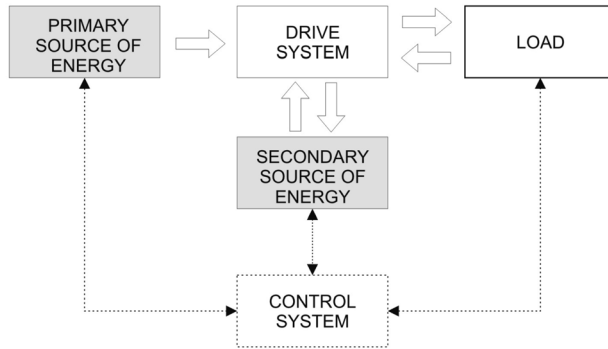 PRIMARY
SOURCE OF
ENERGY
DRIVE
SYSTEM
LOAD
SECONDARY
SOURCE OF
ENERGY
CONTROL
SYSTEM